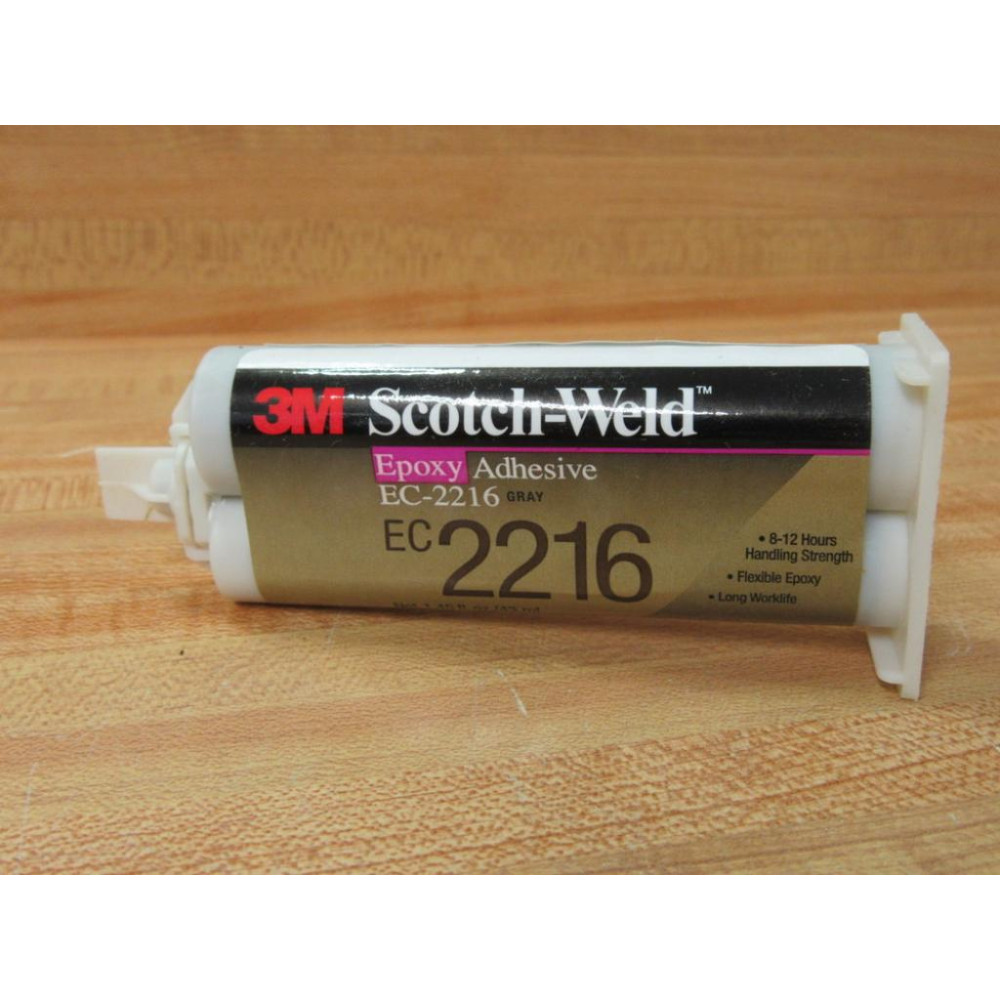 3M Scotch-Weld™
Epoxy Adhesive
EC-2216 GRAY
EC 2216
• 8-12 Hours
Handling Strength
• Flexible Epoxy
• Long Worklife
Net